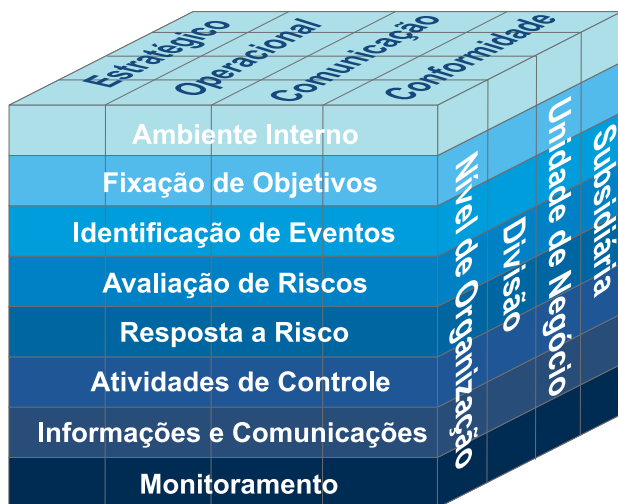 Estratégico
Operacional
Comunicação
Conformidade
Ambiente Interno
Fixação de Objetivos
Identificação de Eventos
Avaliação de Riscos
Resposta a Risco
Atividades de Controle
Informações e Comunicações
Monitoramento
Nível de Organização
Divisão
Unidade de Negócio
Subsidiária